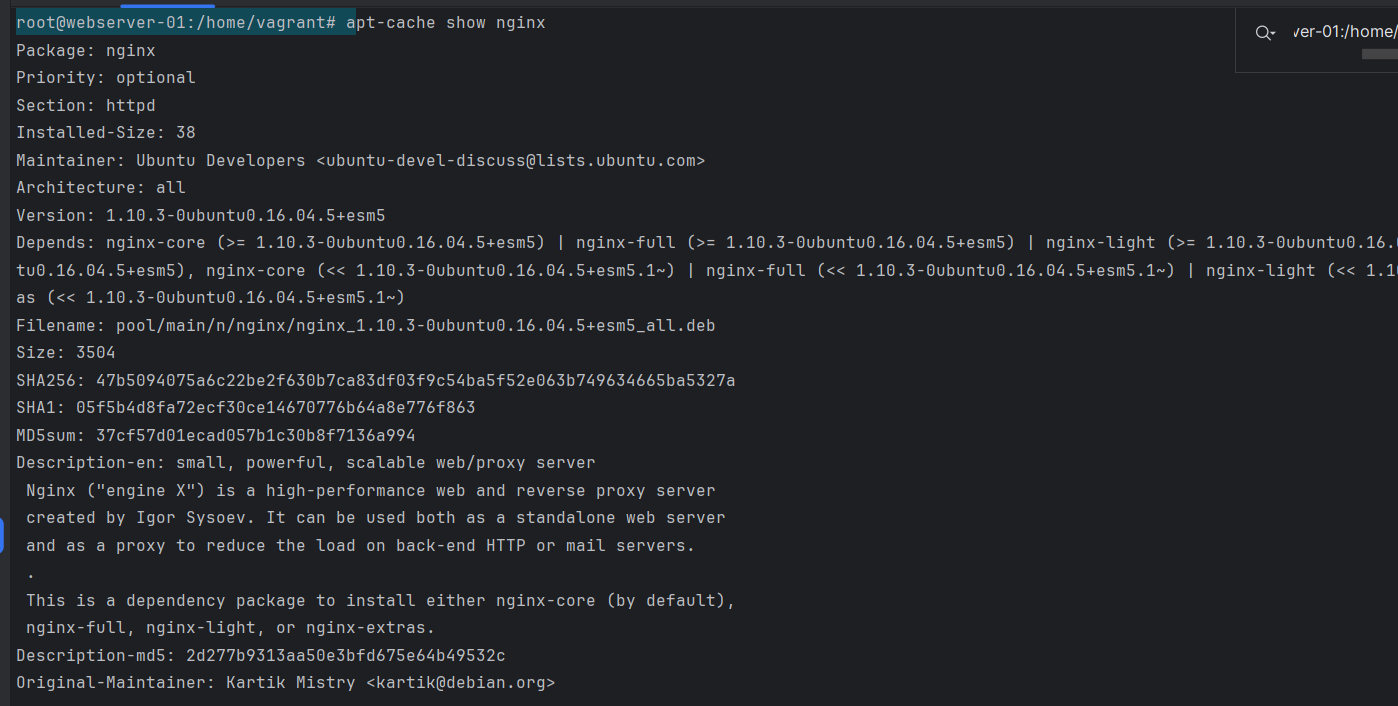 root@webserver-01:/home/vagrant# apt-cache show nginx
ver-01:/home/
Package: nginx
Priority: optional
Section: httpd
Installed-Size: 38
Maintainer: Ubuntu Developers <ubuntu-devel-discuss@lists.ubuntu.com>
Architecture: all
Version: 1.10.3-0ubuntu0.16.04.5+esm5
Depends: nginx-core (>= 1.10.3-0ubuntu0.16.04.5+esm5) | nginx-full (>= 1.10.3-0ubuntu0.16.04.5+esm5) | nginx-light (>= 1.10.3-0ubuntu0.16.
tu0.16.04.5+esm5), nginx-core (<< 1.10.3-0ubuntu0.16.04.5+esm5.1~) | nginx-full (<< 1.10.3-0ubuntu0.16.04.5+esm5.1~) | nginx-light (<< 1.1
as (<< 1.10.3-0ubuntu0.16.04.5+esm5.1~)
Filename: pool/main/n/nginx/nginx_1.10.3-0ubuntu0.16.04.5+esm5_all.deb
Size: 3504
SHA256: 47b5094075a6c22be2f630b7ca83df03f9c54ba5f52e063b749634665ba5327a
SHA1: 05f5b4d8fa72ecf30ce14670776b64a8e776f863
MD5sum: 37cf57d01ecad057b1c30b8f7136a994
Description-en: small, powerful, scalable web/proxy server
Nginx ("engine X") is a high-performance web and reverse proxy server
created by Igor Sysoev. It can be used both as a standalone web server
and as a proxy to reduce the load on back-end HTTP or mail servers.
.
This is a dependency package to install either nginx-core (by default),
nginx-full, nginx-light, or nginx-extras.
Description-md5: 2d277b9313aa50e3bfd675e64b49532c
Original-Maintainer: Kartik Mistry <kartik@debian.org>